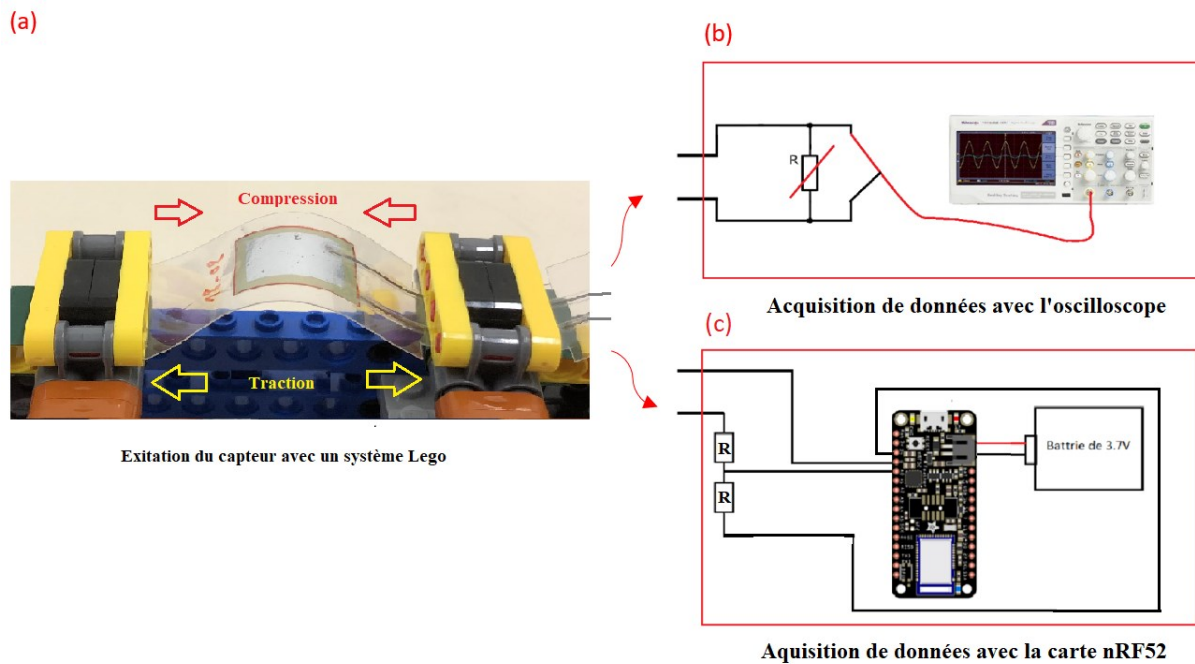 (a)
Compression
Traction
Exitation du capteur avec un système Lego
(b)
R
Acquisition de données avec l'oscilloscope
(c)
R
R
Battrie de 3.7V
Aquisition de données avec la carte nRF52